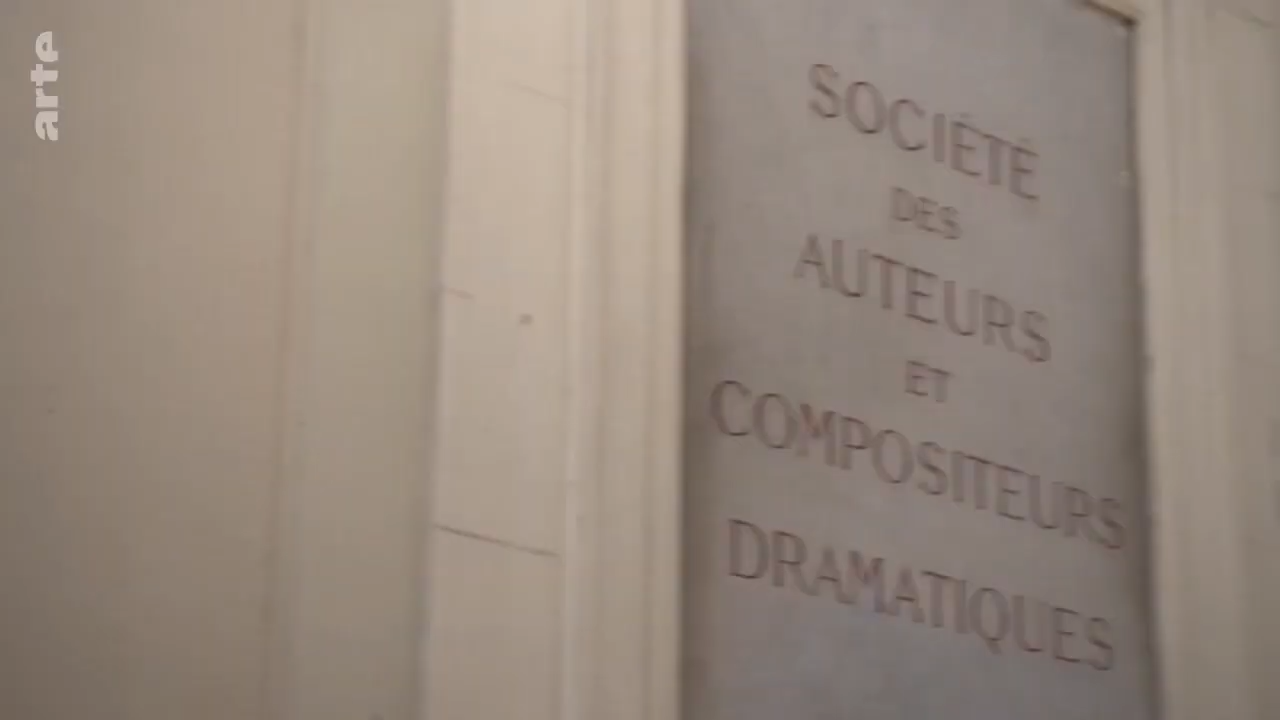 arte
SOCIÉTÉ
DES
AUTEURS
ET
COMPOSITEURS
DRAMATIQUES